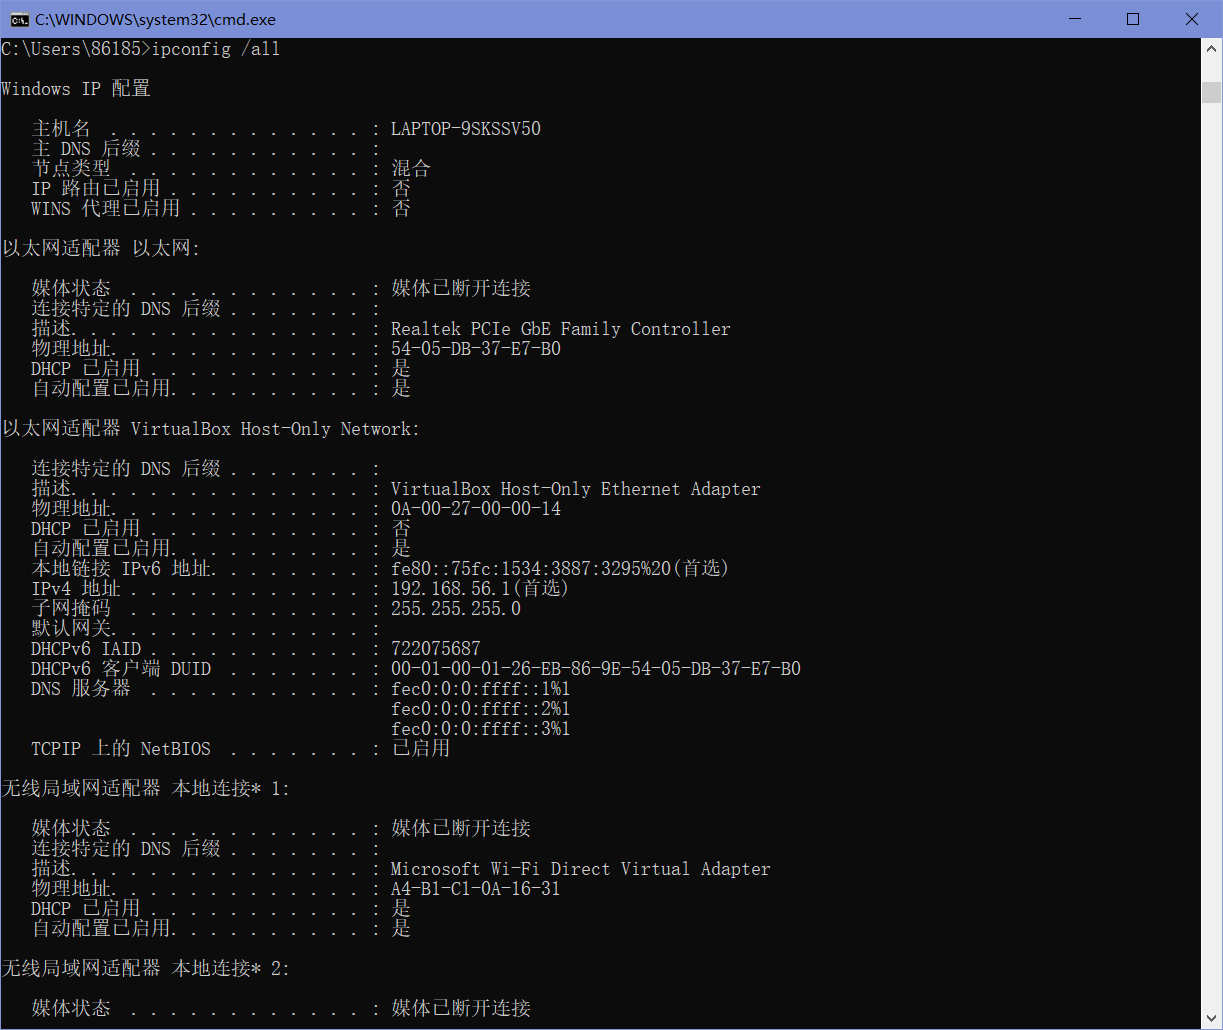 C:\WINDOWS\system32\cmd.exe
C:\Users\86185>ipconfig /all
Windows IP 配置
主机名 . . . . . . . . . . . . . : LAPTOP-9SKSSV50
主 DNS 后缀 . . . . . . . . . . . :
节点类型 . . . . . . . . . . . . : 混合
IP 路由已启用 . . . . . . . . . . : 否
WINS 代理已启用 . . . . . . . . . : 否
以太网适配器 以太网:
媒体状态 . . . . . . . . . . . . : 媒体已断开连接
连接特定的 DNS 后缀 . . . . . . . :
描述. . . . . . . . . . . . . . . : Realtek PCIe GbE Family Controller
物理地址. . . . . . . . . . . . . : 54-05-DB-37-E7-B0
DHCP 已启用 . . . . . . . . . . . : 是
自动配置已启用. . . . . . . . . . : 是
以太网适配器 VirtualBox Host-Only Network:
连接特定的 DNS 后缀 . . . . . . . :
描述. . . . . . . . . . . . . . . : VirtualBox Host-Only Ethernet Adapter
物理地址. . . . . . . . . . . . . : 0A-00-27-00-00-14
DHCP 已启用 . . . . . . . . . . . : 否
自动配置已启用. . . . . . . . . . : 是
本地链接 IPv6 地址. . . . . . . . : fe80::75fc:1534:3887:3295%20(首选)
IPv4 地址 . . . . . . . . . . . . : 192.168.56.1(首选)
子网掩码 . . . . . . . . . . . . : 255.255.255.0
默认网关. . . . . . . . . . . . . :
DHCPv6 IAID . . . . . . . . . . . : 722075687
DHCPv6 客户端 DUID . . . . . . . : 00-01-00-01-26-EB-86-9E-54-05-DB-37-E7-B0
DNS 服务器 . . . . . . . . . . . : fec0:0:0:ffff::1%1
fec0:0:0:ffff::2%1
fec0:0:0:ffff::3%1
TCPIP 上的 NetBIOS . . . . . . . : 已启用
无线局域网适配器 本地连接* 1:
媒体状态 . . . . . . . . . . . . : 媒体已断开连接
连接特定的 DNS 后缀 . . . . . . . :
描述. . . . . . . . . . . . . . . : Microsoft Wi-Fi Direct Virtual Adapter
物理地址. . . . . . . . . . . . . : A4-B1-C1-0A-16-31
DHCP 已启用 . . . . . . . . . . . : 是
自动配置已启用. . . . . . . . . . : 是
无线局域网适配器 本地连接* 2:
媒体状态 . . . . . . . . . . . . : 媒体已断开连接